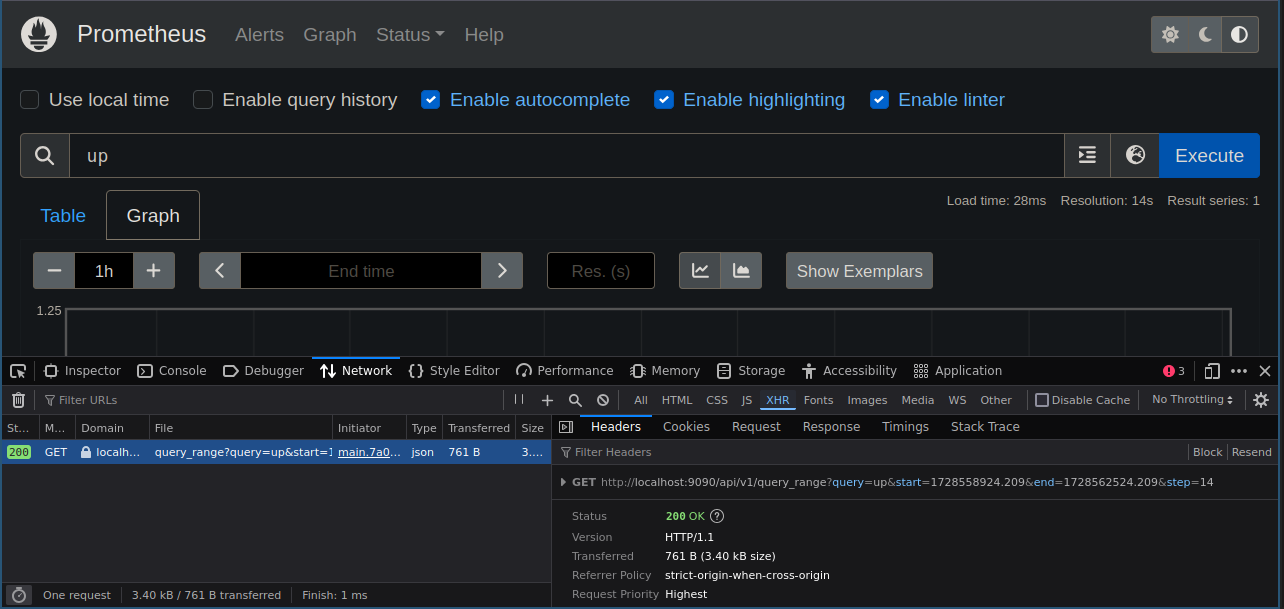 Prometheus Alerts Graph Status Help
Use local time Enable query history Enable autocomplete Enable highlighting Enable linter
up Execute
Load time: 28ms Resolution: 14s Result series: 1
Table Graph
1h End time Res. (s) Show Exemplars
1.25
Inspector Console Debugger Network Style Editor Performance Memory Storage Accessibility Application 3
Filter URLs All HTML CSS JS XHR Fonts Images Media WS Other Disable Cache No Throttling
St... M... Domain File Initiator Type Transferred Size Headers Cookies Request Response Timings Stack Trace
200 GET localh... query_range?query=up&start=1 main.7a0... json 761 B 3.... Filter Headers Block Resend
GET http://localhost:9090/api/v1/query_range?query=up&start=1728558924.209&end=1728562524.209&step=14
Status 200 OK ?
Version HTTP/1.1
Transferred 761 B (3.40 kB size)
Referrer Policy strict-origin-when-cross-origin
One request 3.40 kB / 761 B transferred Finish: 1 ms Request Priority Highest